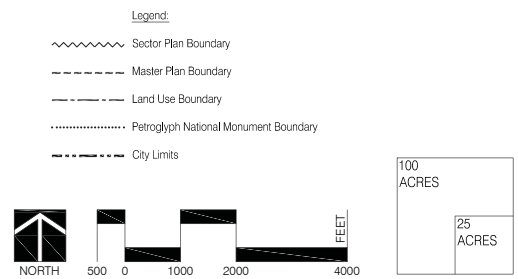 Legend:
Sector Plan Boundary
Master Plan Boundary
Land Use Boundary
Petroglyph National Monument Boundary
City Limits
100
ACRES
25
ACRES
FEET
NORTH
500 0 1000 2000 4000